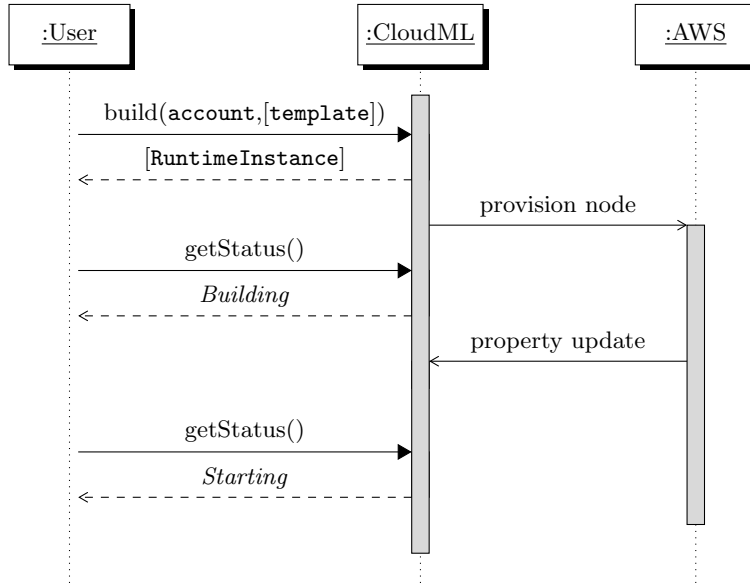 :User
:CloudML
:AWS
build(account,[template])
[RuntimeInstance]
provision node
getStatus()
Building
property update
getStatus()
Starting